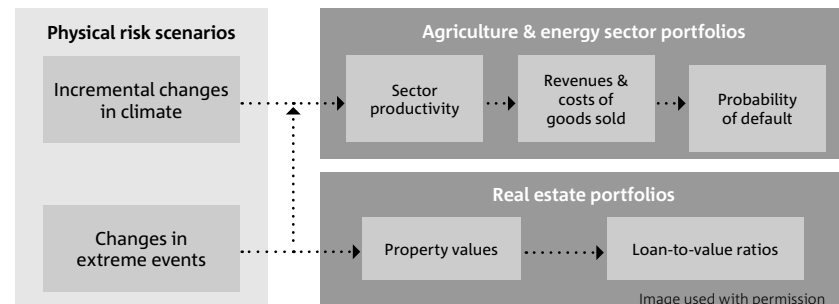 Physical risk scenarios
Incremental changes
in climate
Changes in
extreme events
Agriculture & energy sector portfolios
Sector
productivity
Revenues &
costs of
goods sold
Probability
of default
Real estate portfolios
Property values
Loan-to-value ratios
Image used with permission